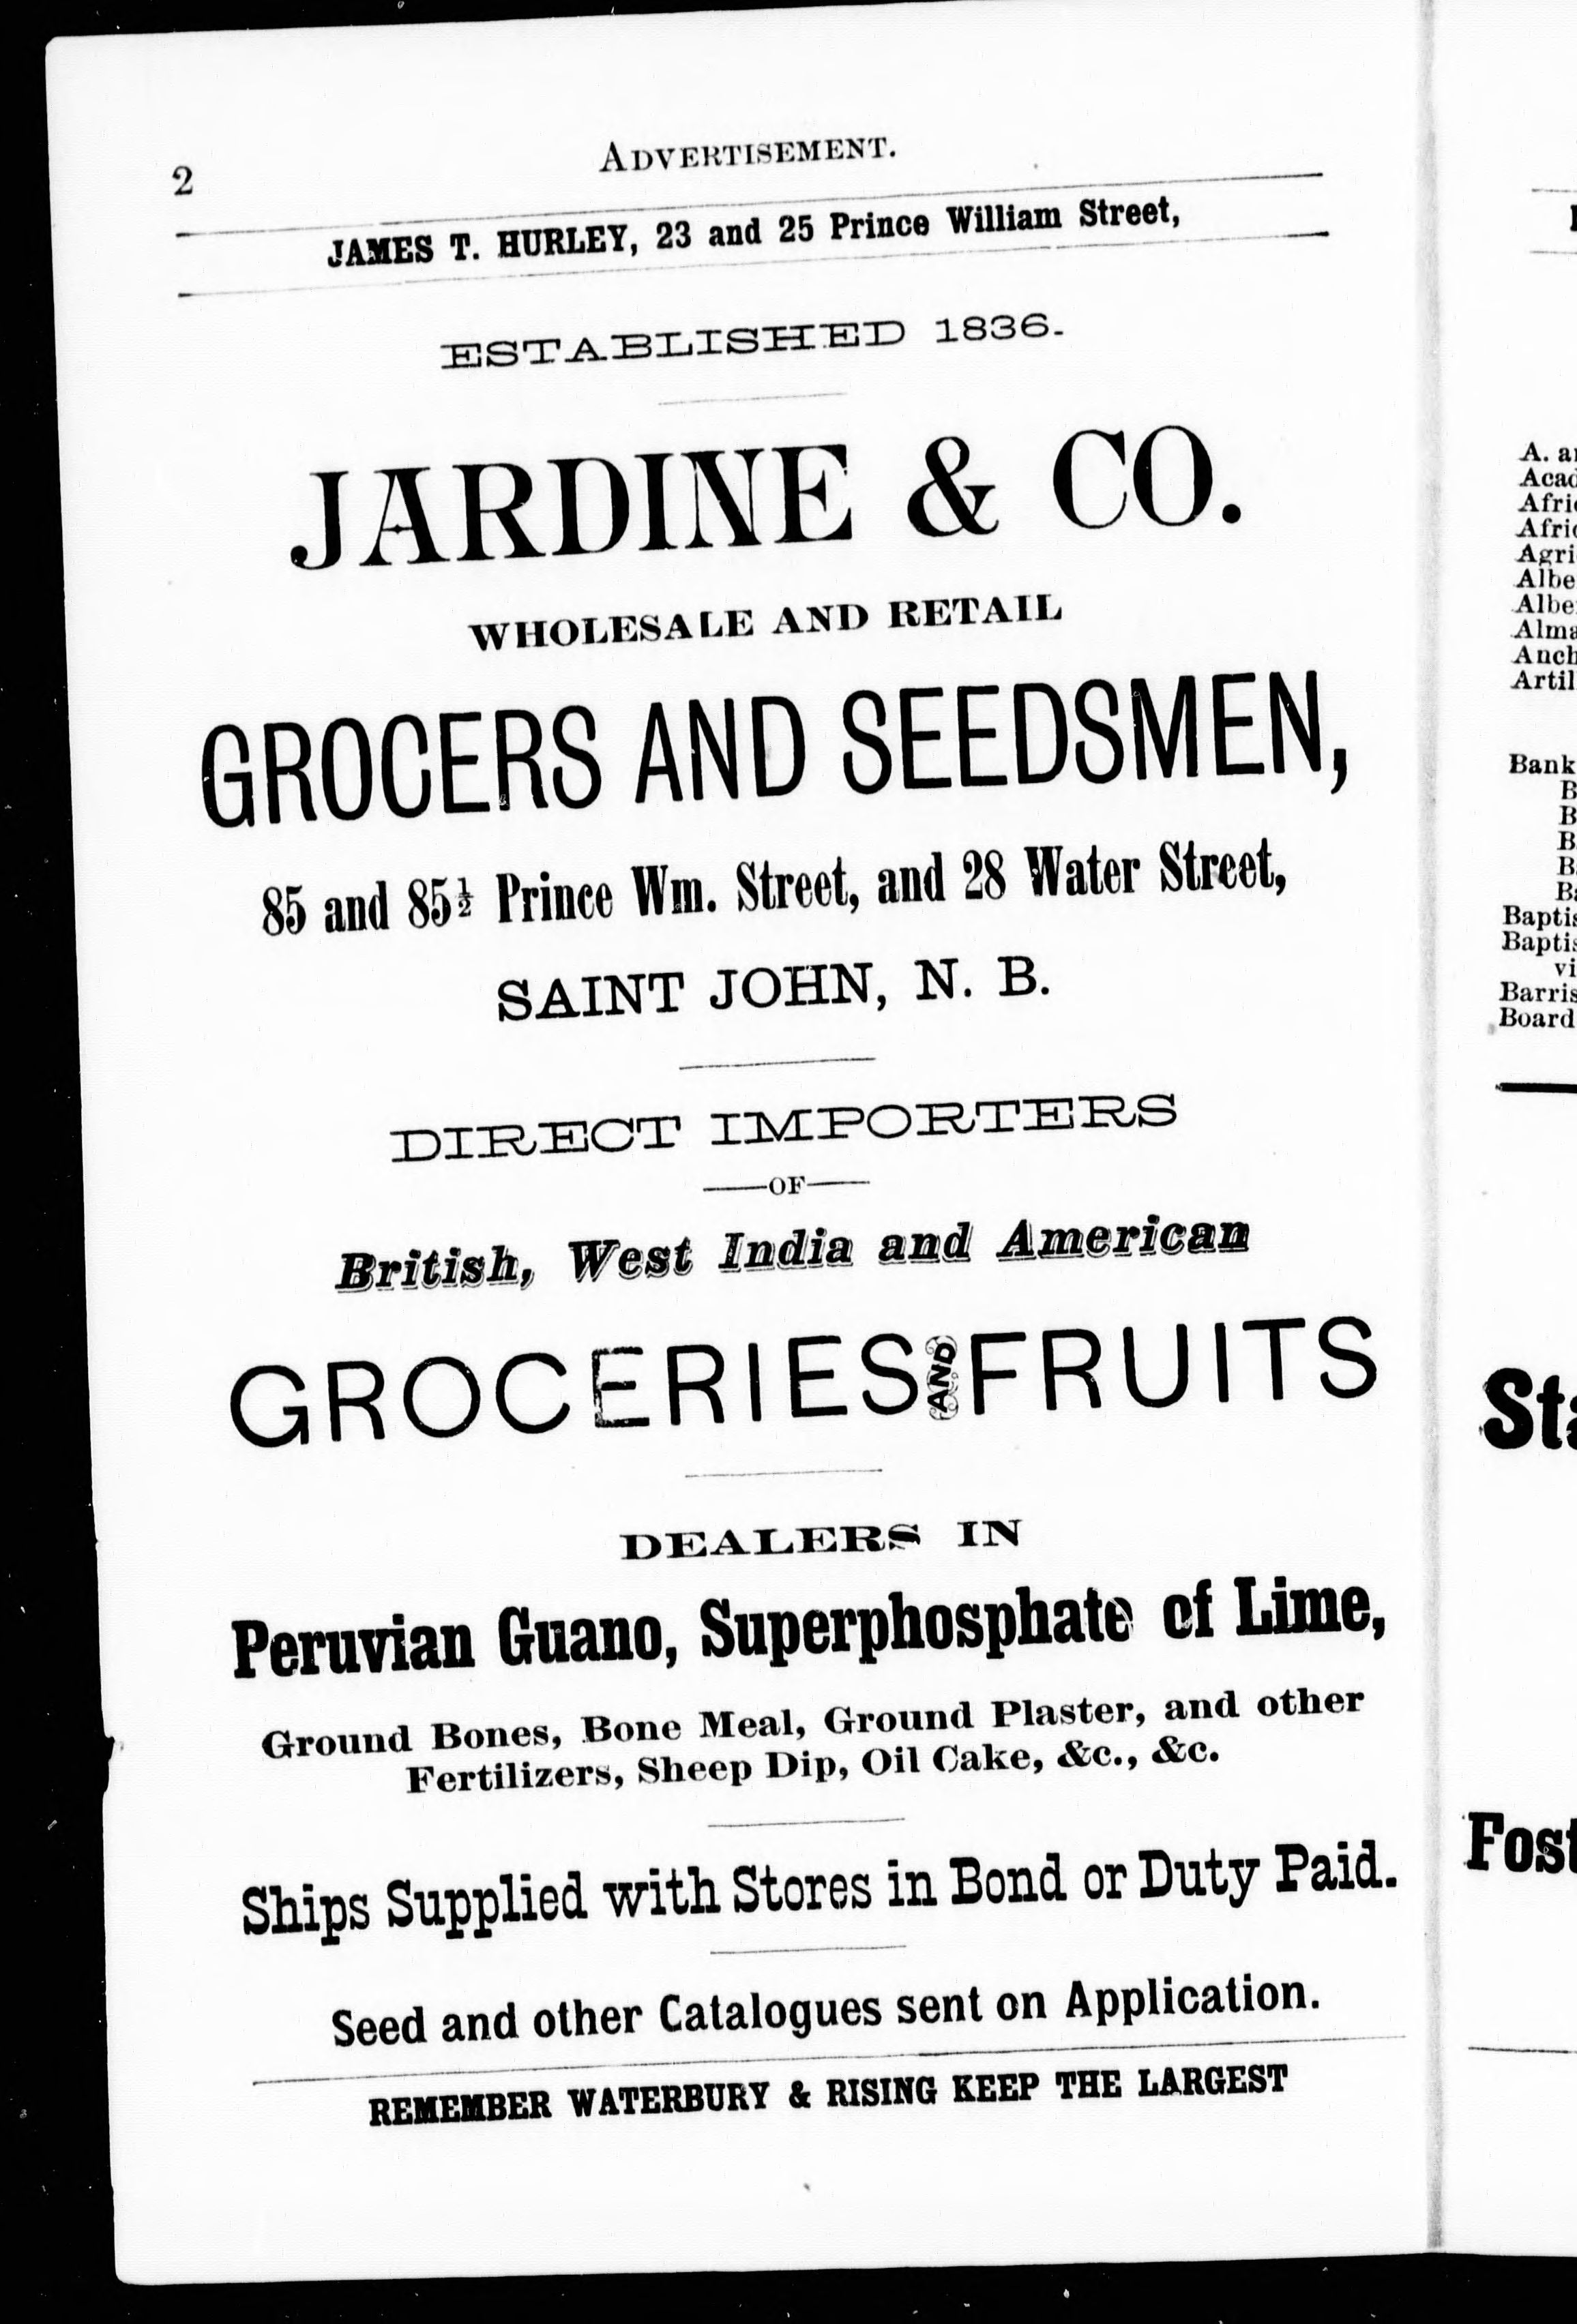 2
ADVERTISEMENT.
JAMES T. HURLEY, 23 and 25 Prince William Street,
ESTABLISHED 1836.
JARDINE & CO.
WHOLESALE AND RETAIL
GROCERS AND SEEDSMEN,
85 and 85½ Prince Wm. Street, and 28 Water Street,
SAINT JOHN, N. B.
DIRECT IMPORTERS
—OF—
British, West India and American
GROCERIES AND FRUITS
DEALERS IN
Peruvian Guano, Superphosphate of Lime,
Ground Bones, Bone Meal, Ground Plaster, and other
Fertilizers, Sheep Dip, Oil Cake, &c., &c.
Ships Supplied with Stores in Bond or Duty Paid.
Seed and other Catalogues sent on Application.
REMEMBER WATERBURY & RISING KEEP THE LARGEST
A.
Bank
Board